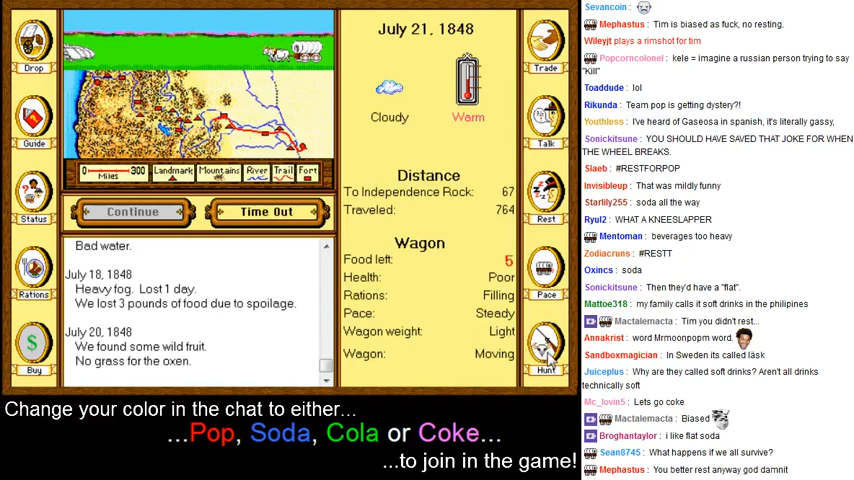 July 21, 1848
Cloudy
Warm
Drop
Guide
Status
Rations
Buy
0 300
Miles
Landmark
Mountains
River
Trail
Fort
Continue
Time Out
Bad water.
July 18, 1848
Heavy fog. Lost 1 day.
We lost 3 pounds of food due to spoilage.
July 20, 1848
We found some wild fruit.
No grass for the oxen.
Distance
To Independence Rock: 67
Traveled: 764
Wagon
Food left: 5
Health: Poor
Rations: Filling
Pace: Steady
Wagon weight: Light
Wagon: Moving
Trade
Talk
Rest
Pace
Hunt
Change your color in the chat to either...
...Pop, Soda, Cola or Coke...
...to join in the game!
Sevancoin:
Mephastus: Tim is biased as fuck, no resting.
Wileyjt plays a rimshot for tim
Popcorncolonel: kele = imagine a russian person trying to say
"Kill"
Toaddude: lol
Rikunda: Team pop is getting dystery?!
Youthless: I've heard of Gaseosa in spanish, it's literally gassy,
Sonickitsune: YOU SHOULD HAVE SAVED THAT JOKE FOR WHEN
THE WHEEL BREAKS.
Slaeb: #RESTFORPOP
Invisibleup: That was mildly funny
Starlily255: soda all the way
Ryul2: WHAT A KNEESLAPPER
Mentoman: beverages too heavy
Zodiacruns: #RESTT
Oxincs: soda
Sonickitsune: Then they'd have a "flat".
Mattoe318: my family calls it soft drinks in the philipines
Mactalemacta: Tim you didn't rest...
Annakrist: word Mrmoonpopm word.
Sandboxmagician: In Sweden its called läsk
Juiceplus: Why are they called soft drinks? Aren't all drinks
technically soft
Mc_lovin5: Lets go coke
Mactalemacta: Biased
Broghantaylor: i like flat soda
Sean8745: What happens if we all survive?
Mephastus: You better rest anyway god damnit